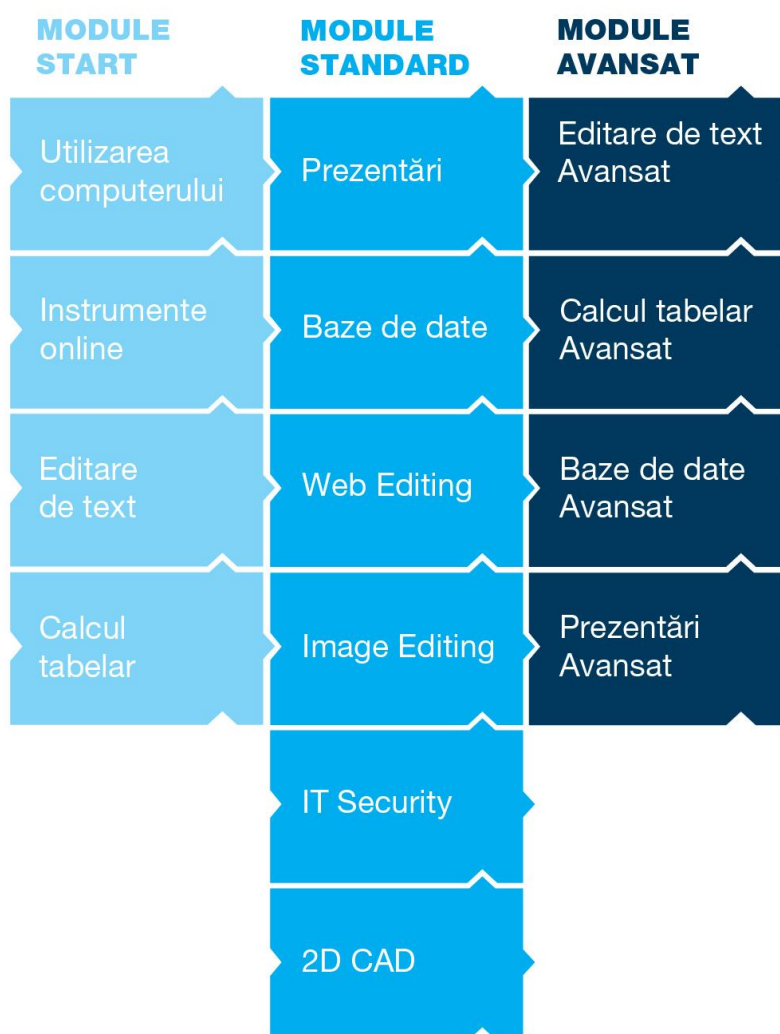 MODULE
START
Utilizarea
computerului
Instrumente
online
Editare
de text
Calcul
tabelar
MODULE
STANDARD
Prezentări
Baze de date
Web Editing
Image Editing
IT Security
2D CAD
MODULE
AVANSAT
Editare de text
Avansat
Calcul tabelar
Avansat
Baze de date
Avansat
Prezentări
Avansat